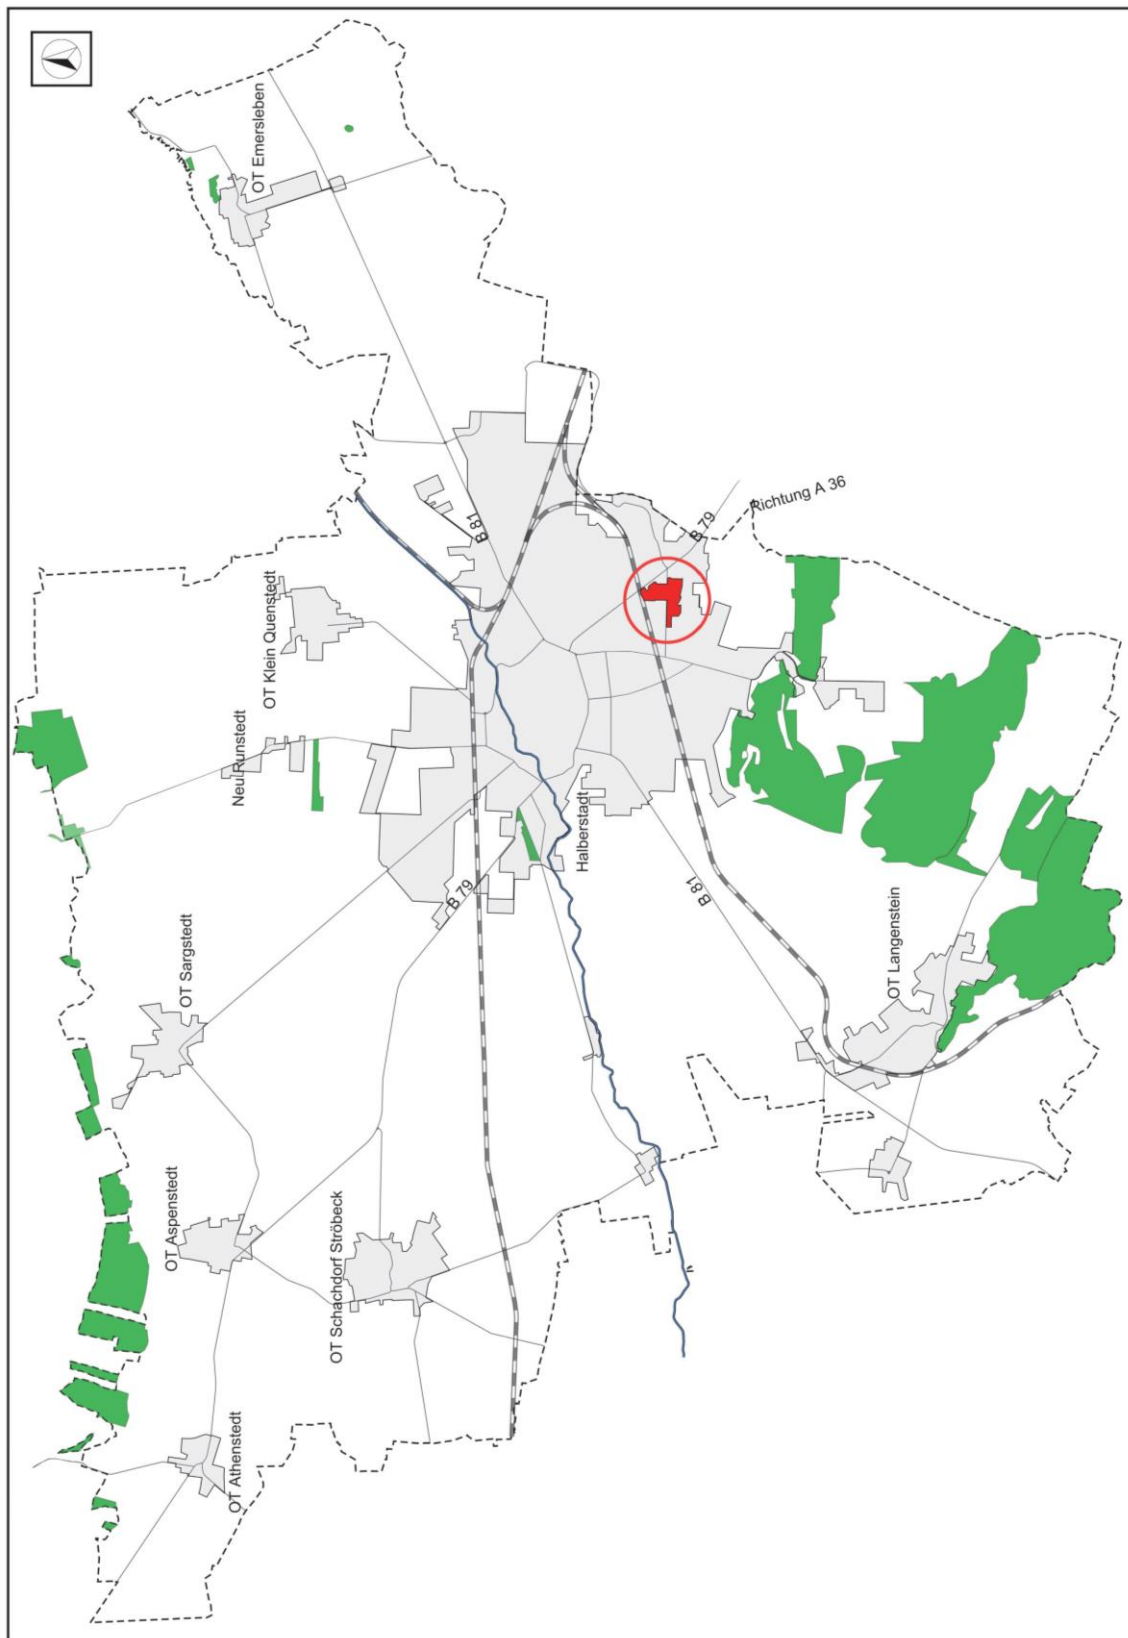 OT Emersleben
B 81
Richtung A 36
B 79
OT Klein Quenstedt
Neu Runstedt
Halberstadt
B 79
B 81
OT Sargstedt
OT Langenstein
OT Aspenstedt
OT Schachdorf Ströbeck
OT Athenstedt